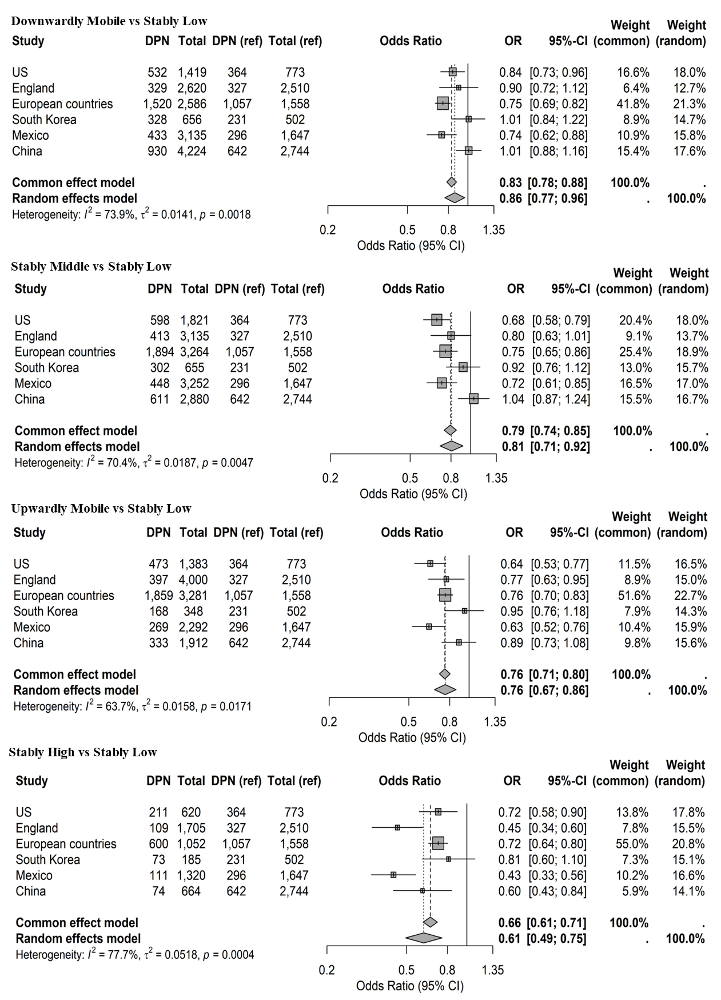 Downwardly Mobile vs Stably Low
Weight Weight
Study DPN Total DPN (ref) Total (ref) Odds Ratio OR 95%-CI (common) (random)
US 532 1,419 364 773 0.84 [0.73; 0.96] 16.6% 18.0%
England 329 2,620 327 2,510 0.90 [0.72; 1.12] 6.4% 12.7%
European countries 1,520 2,586 1,057 1,558 0.75 [0.69; 0.82] 41.8% 21.3%
South Korea 328 656 231 502 1.01 [0.84; 1.22] 8.9% 14.7%
Mexico 433 3,135 296 1,647 0.74 [0.62; 0.88] 10.9% 15.8%
China 930 4,224 642 2,744 1.01 [0.88; 1.16] 15.4% 17.6%
Common effect model 0.83 [0.78; 0.88] 100.0% .
Random effects model 0.86 [0.77; 0.96] . 100.0%
Heterogeneity: I² = 73.9%, τ² = 0.0141, p = 0.0018
0.2 0.5 0.8 1.35
Odds Ratio (95% CI)
Stably Middle vs Stably Low
Weight Weight
Study DPN Total DPN (ref) Total (ref) Odds Ratio OR 95%-CI (common) (random)
US 598 1,821 364 773 0.68 [0.58; 0.79] 20.4% 18.0%
England 413 3,135 327 2,510 0.80 [0.63; 1.01] 9.1% 13.7%
European countries 1,894 3,264 1,057 1,558 0.75 [0.65; 0.86] 25.4% 18.9%
South Korea 302 655 231 502 0.92 [0.76; 1.12] 13.0% 15.7%
Mexico 448 3,252 296 1,647 0.72 [0.61; 0.85] 16.5% 17.0%
China 611 2,880 642 2,744 1.04 [0.87; 1.24] 15.5% 16.7%
Common effect model 0.79 [0.74; 0.85] 100.0% .
Random effects model 0.81 [0.71; 0.92] . 100.0%
Heterogeneity: I² = 70.4%, τ² = 0.0187, p = 0.0047
0.2 0.5 0.8 1.35
Odds Ratio (95% CI)
Upwardly Mobile vs Stably Low
Weight Weight
Study DPN Total DPN (ref) Total (ref) Odds Ratio OR 95%-CI (common) (random)
US 473 1,383 364 773 0.64 [0.53; 0.77] 11.5% 16.5%
England 397 4,000 327 2,510 0.77 [0.63; 0.95] 8.9% 15.0%
European countries 1,859 3,281 1,057 1,558 0.76 [0.70; 0.83] 51.6% 22.7%
South Korea 168 348 231 502 0.95 [0.76; 1.18] 7.9% 14.3%
Mexico 269 2,292 296 1,647 0.63 [0.52; 0.76] 10.4% 15.9%
China 333 1,912 642 2,744 0.89 [0.73; 1.08] 9.8% 15.6%
Common effect model 0.76 [0.71; 0.80] 100.0% .
Random effects model 0.76 [0.67; 0.86] . 100.0%
Heterogeneity: I² = 63.7%, τ² = 0.0158, p = 0.0171
0.2 0.5 0.8 1.35
Odds Ratio (95% CI)
Stably High vs Stably Low
Weight Weight
Study DPN Total DPN (ref) Total (ref) Odds Ratio OR 95%-CI (common) (random)
US 211 620 364 773 0.72 [0.58; 0.90] 13.8% 17.8%
England 109 1,705 327 2,510 0.45 [0.34; 0.60] 7.8% 15.5%
European countries 600 1,052 1,057 1,558 0.72 [0.64; 0.80] 55.0% 20.8%
South Korea 73 185 231 502 0.81 [0.60; 1.10] 7.3% 15.1%
Mexico 111 1,320 296 1,647 0.43 [0.33; 0.56] 10.2% 16.6%
China 74 664 642 2,744 0.60 [0.43; 0.84] 5.9% 14.1%
Common effect model 0.66 [0.61; 0.71] 100.0% .
Random effects model 0.61 [0.49; 0.75] . 100.0%
Heterogeneity: I² = 77.7%, τ² = 0.0518, p = 0.0004
0.2 0.5 0.8 1.35
Odds Ratio (95% CI)